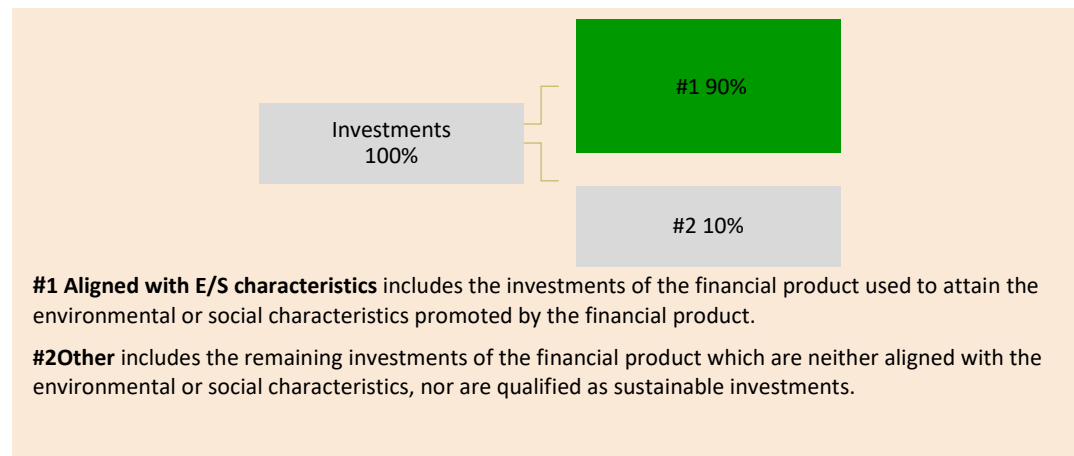 #1 90%
Investments
100%
#2 10%
#1 Aligned with E/S characteristics includes the investments of the financial product used to attain the
environmental or social characteristics promoted by the financial product.
#2Other includes the remaining investments of the financial product which are neither aligned with the
environmental or social characteristics, nor are qualified as sustainable investments.